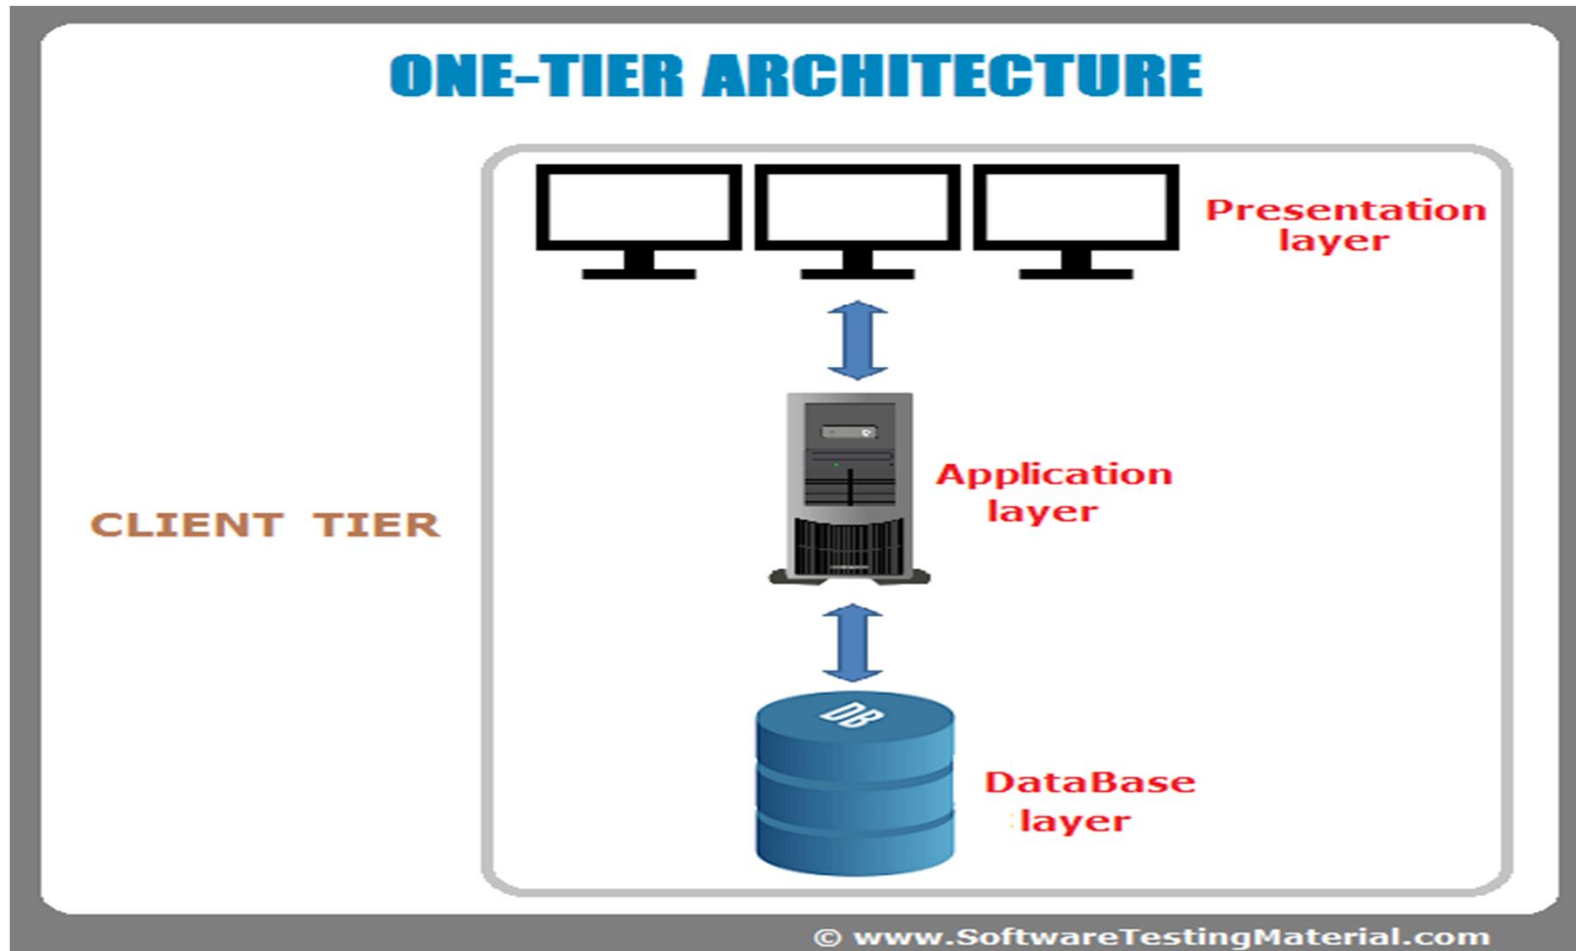 ONE-TIER ARCHITECTURE
Presentation
layer
Application
layer
CLIENT TIER
DB
DataBase
layer
© www.SoftwareTestingMaterial.com